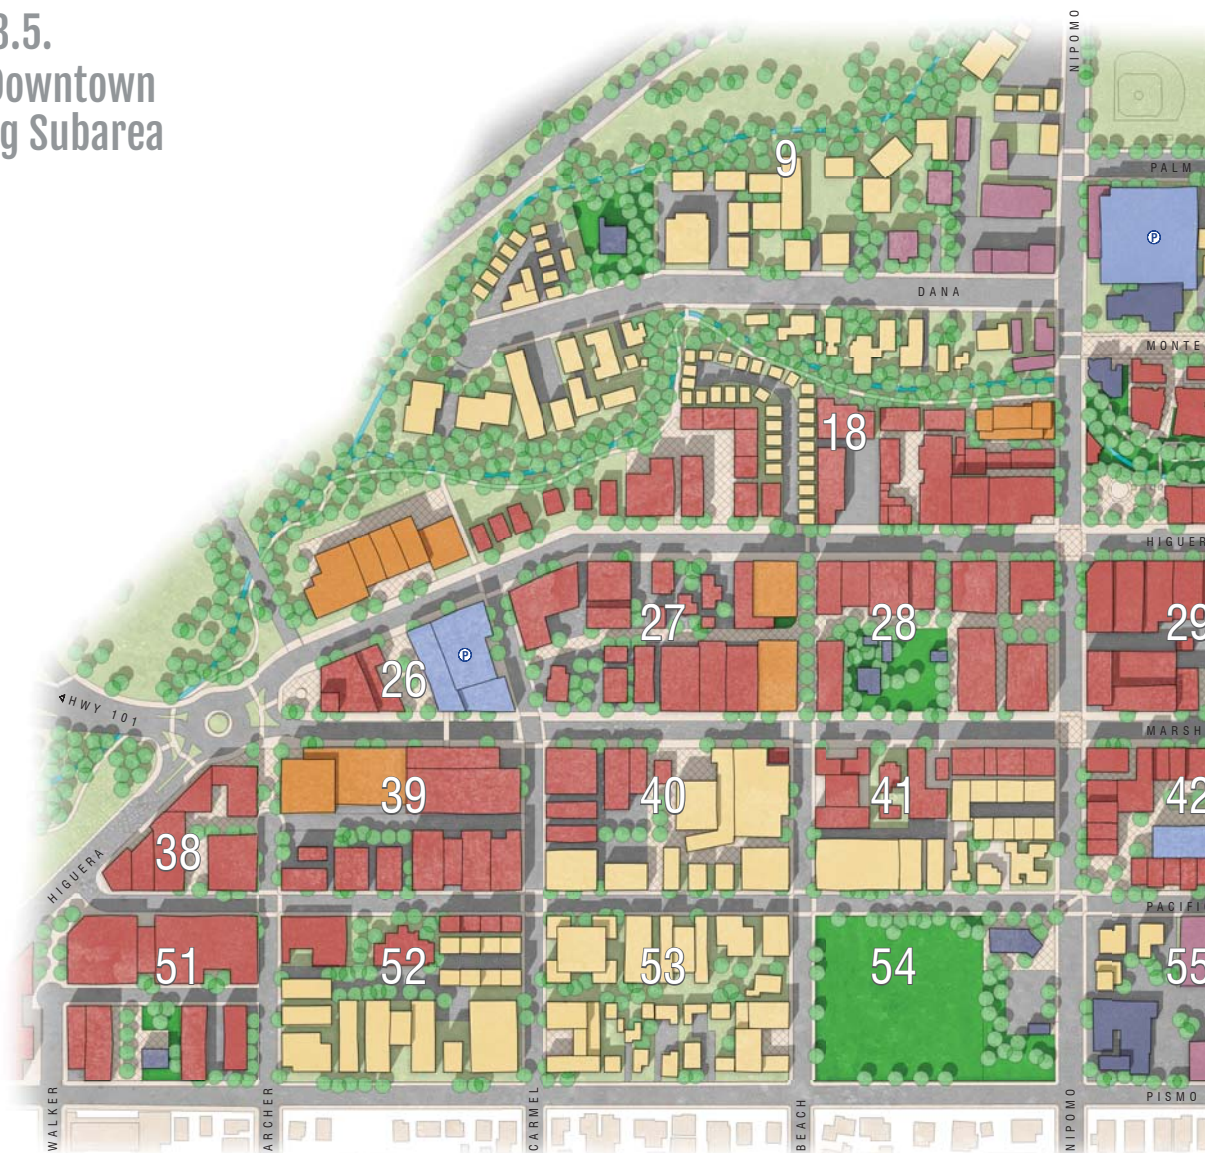 3.5.
Downtown
g Subarea
NIPOMO
9
PALM
P
DANA
MONTE
18
HIGUER
27
28
29
P
26
HWY 101
MARSH
39
40
41
42
38
HIGUERA
PACIFI
51
52
53
54
55
PISMO
WALKER
ARCHER
CARMEL
BEACH
NIPOMO